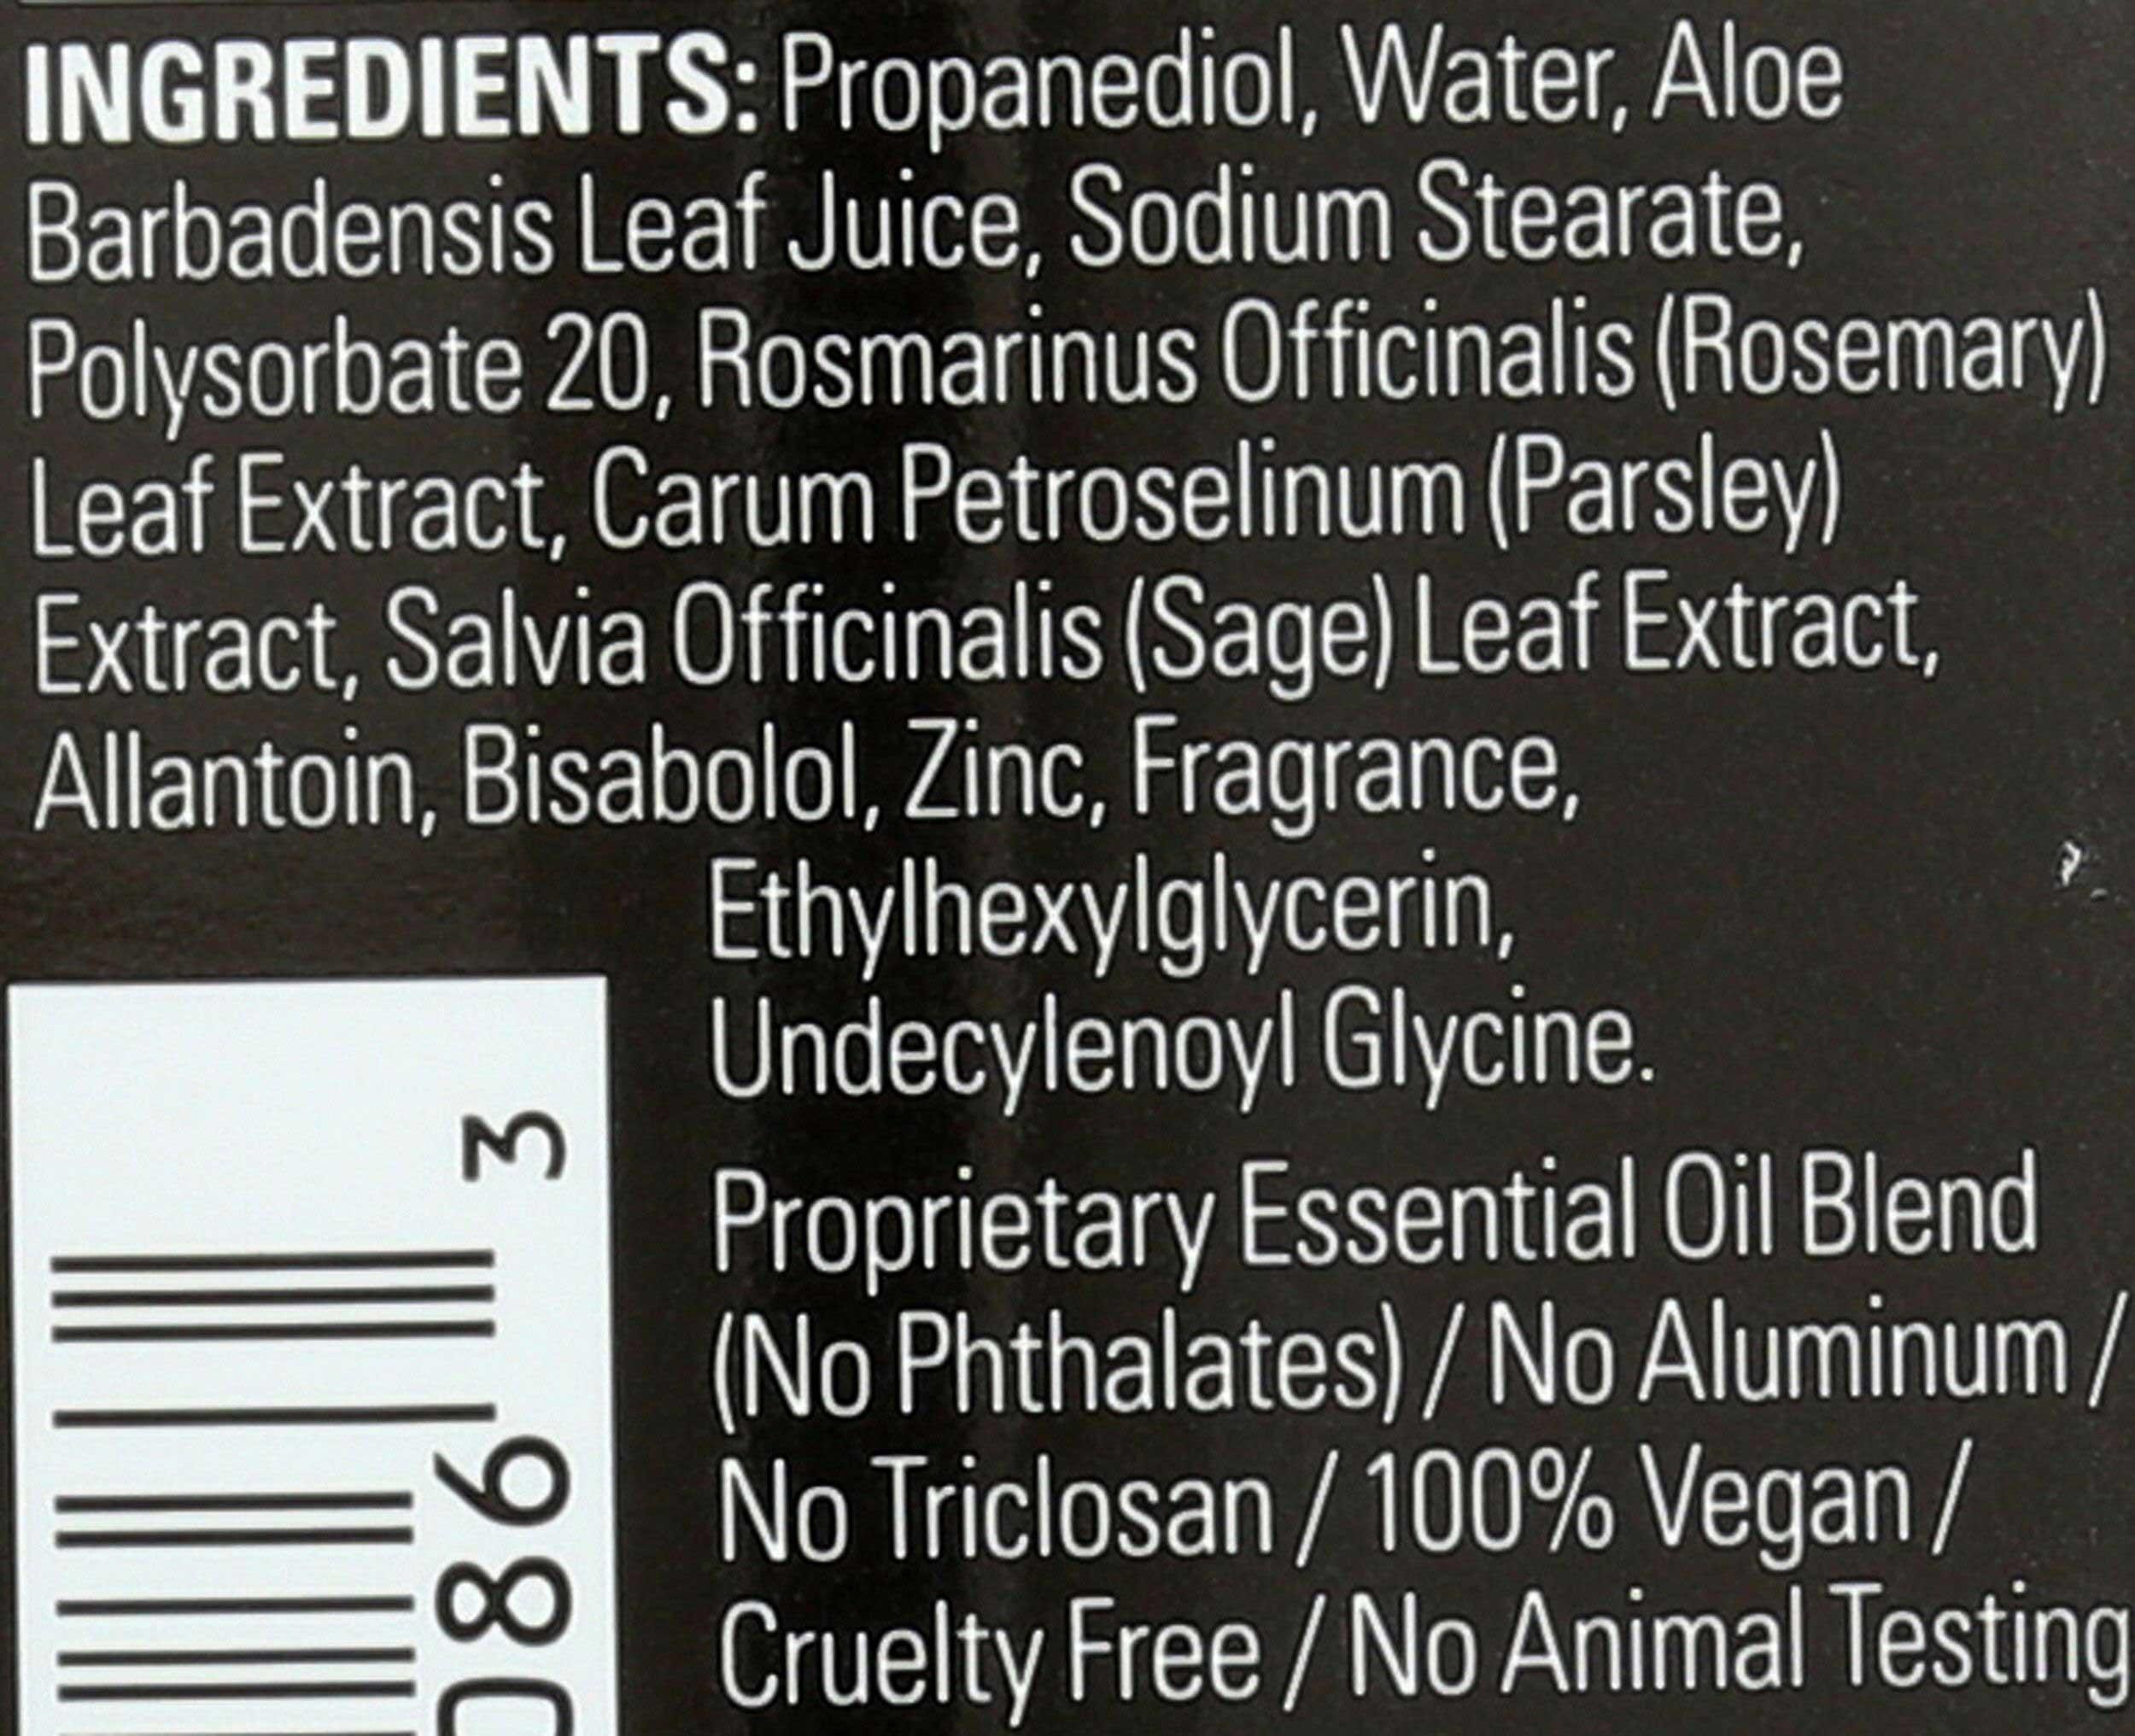 INGREDIENTS: Propanediol, Water, Aloe
Barbadensis Leaf Juice, Sodium Stearate,
Polysorbate 20, Rosmarinus Officinalis (Rosemary)
Leaf Extract, Carum Petroselinum (Parsley)
Extract, Salvia Officinalis (Sage) Leaf Extract,
Allantoin, Bisabolol, Zinc, Fragrance,
Ethylhexylglycerin,
Undecylenoyl Glycine.
Proprietary Essential Oil Blend
(No Phthalates) / No Aluminum /
No Triclosan / 100% Vegan /
Cruelty Free / No Animal Testing
086 3